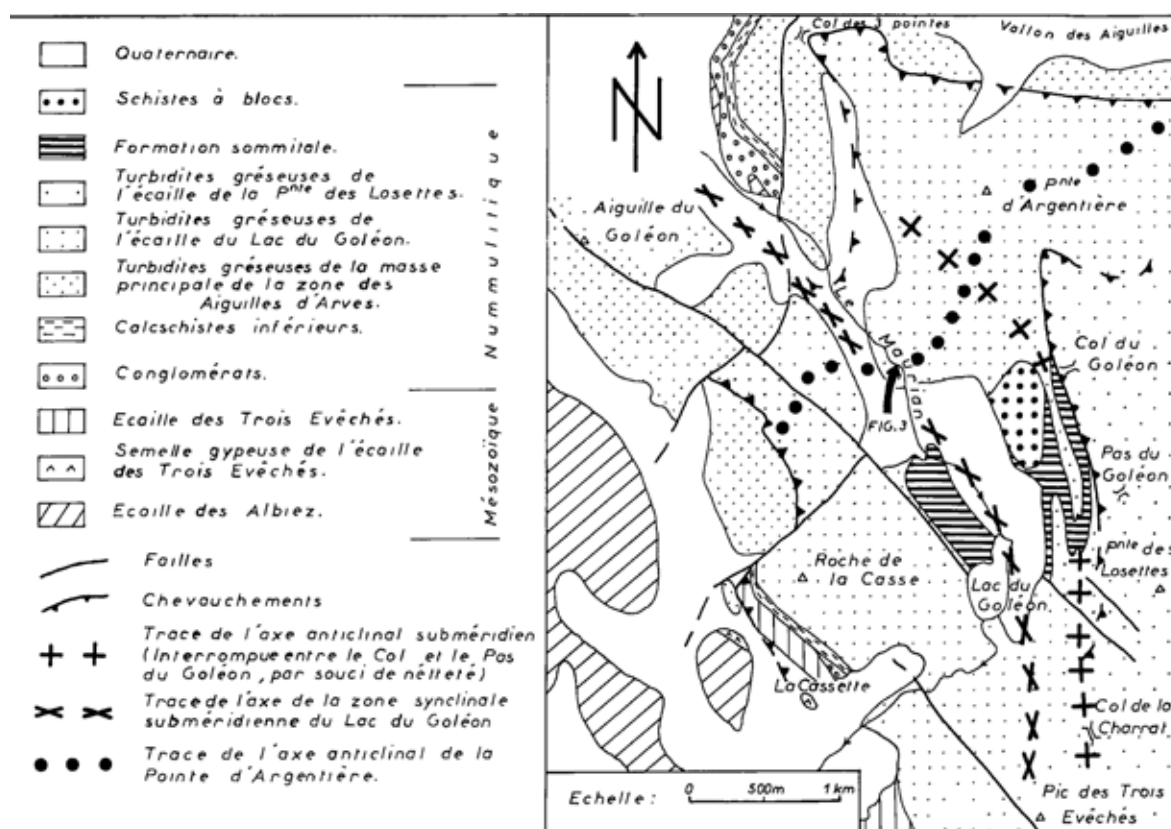 Quaternaire.
Schistes à blocs.
Formation sommitale.
Turbidites gréseuses de
l'écaille de la Pnte des Losettes.
Turbidites gréseuses de
l'écaille du Lac du Goléon.
Turbidites gréseuses de la masse
principale de la zone des
Aiguilles d'Arves.
Calcschistes inférieurs.
Conglomérats.
Ecaille des Trois Evêchés.
Semelle gypeuse de l'écaille
des Trois Evêchés.
Ecaille des Albiez.
Nummulitique
Mésozoïque
Failles
Chevauchements
Trace de l'axe anticlinal subméridien
(Interrompue entre le Col et le Pas
du Goléon, par souci de nétteté)
Trace de l'axe de la zone synclinale
subméridienne du Lac du Goléon
Trace de l'axe anticlinal de la
Pointe d'Argentière.
N
Col des 3 pointes
Vallon des Aiguilles
Pnte
d'Argentière
Aiguille du
Goléon
Le Maurian
Col du
Goléon
FIG.3
Pas du
Goléon
Pnte des
Losettes
Roche de
la Casse
Lac du
Goléon
La Cassette
Col de la
Charrat
Pic des Trois
Evêchés
Echelle :
0 500m 1 km